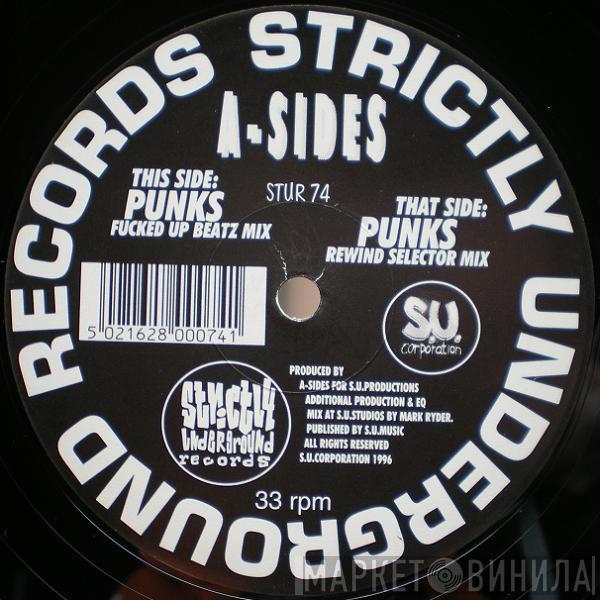 STRICTLY UNDERGROUND RECORDS
A-SIDES
STUR 74
THIS SIDE:
PUNKS
FUCKED UP BEATZ MIX
THAT SIDE:
PUNKS
REWIND SELECTOR MIX
5 021628 000741
S.U.
corporation
PRODUCED BY
A-SIDES FOR S.U.PRODUCTIONS
ADDITIONAL PRODUCTION & EQ
MIX AT S.U.STUDIOS BY MARK RYDER.
PUBLISHED BY S.U.MUSIC
ALL RIGHTS RESERVED
S.U.CORPORATION 1996
Strictly
Underground
records
33 rpm
МАРКЕТ ВИНИЛА